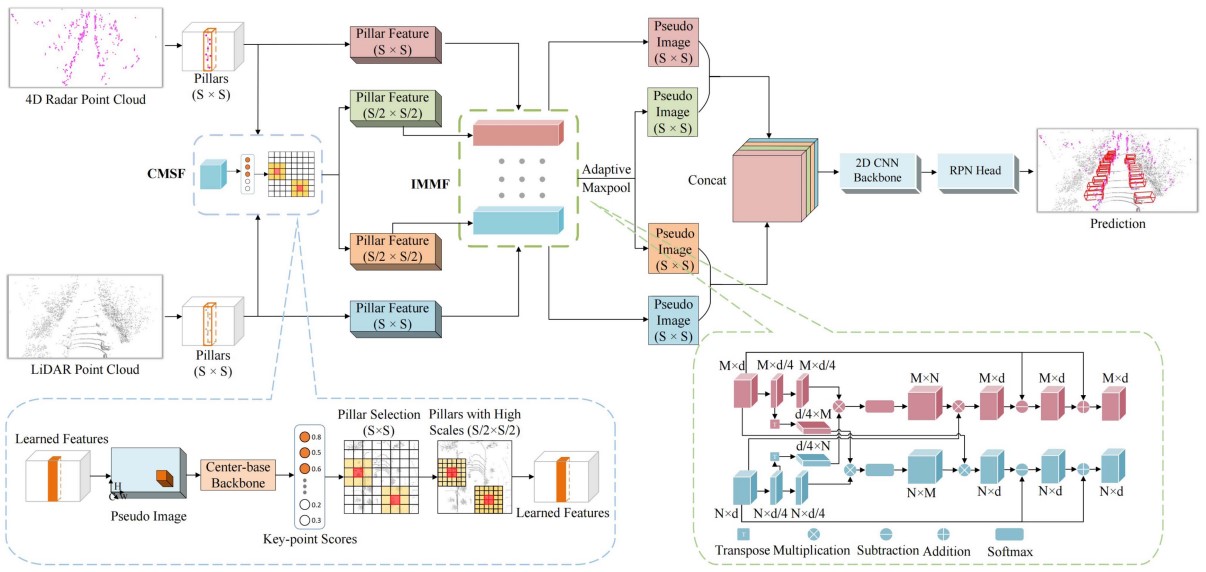 4D Radar Point Cloud
Pillars
(S × S)
CMSF
LiDAR Point Cloud
Pillars
(S × S)
Pillar Feature
(S × S)
Pillar Feature
(S/2 × S/2)
Pillar Feature
(S/2 × S/2)
Pillar Feature
(S × S)
IMMF
Adaptive
Maxpool
Pseudo
Image
(S × S)
Pseudo
Image
(S × S)
Pseudo
Image
(S × S)
Pseudo
Image
(S × S)
Concat
2D CNN
Backbone
RPN Head
Prediction
Learned Features
H
C
W
Pseudo Image
Center-base
Backbone
0.8
0.5
0.6
0.2
0.3
Key-point Scores
Pillar Selection
(S×S)
Pillars with High
Scales (S/2×S/2)
Learned Features
M×d
M×d/4
M×d/4
M×N
M×d
M×d
M×d
T
d/4×M
d/4×N
T
N×d
N×d/4
N×d/4
N×M
N×d
N×d
N×d
T
Transpose
Multiplication
Subtraction
Addition
Softmax